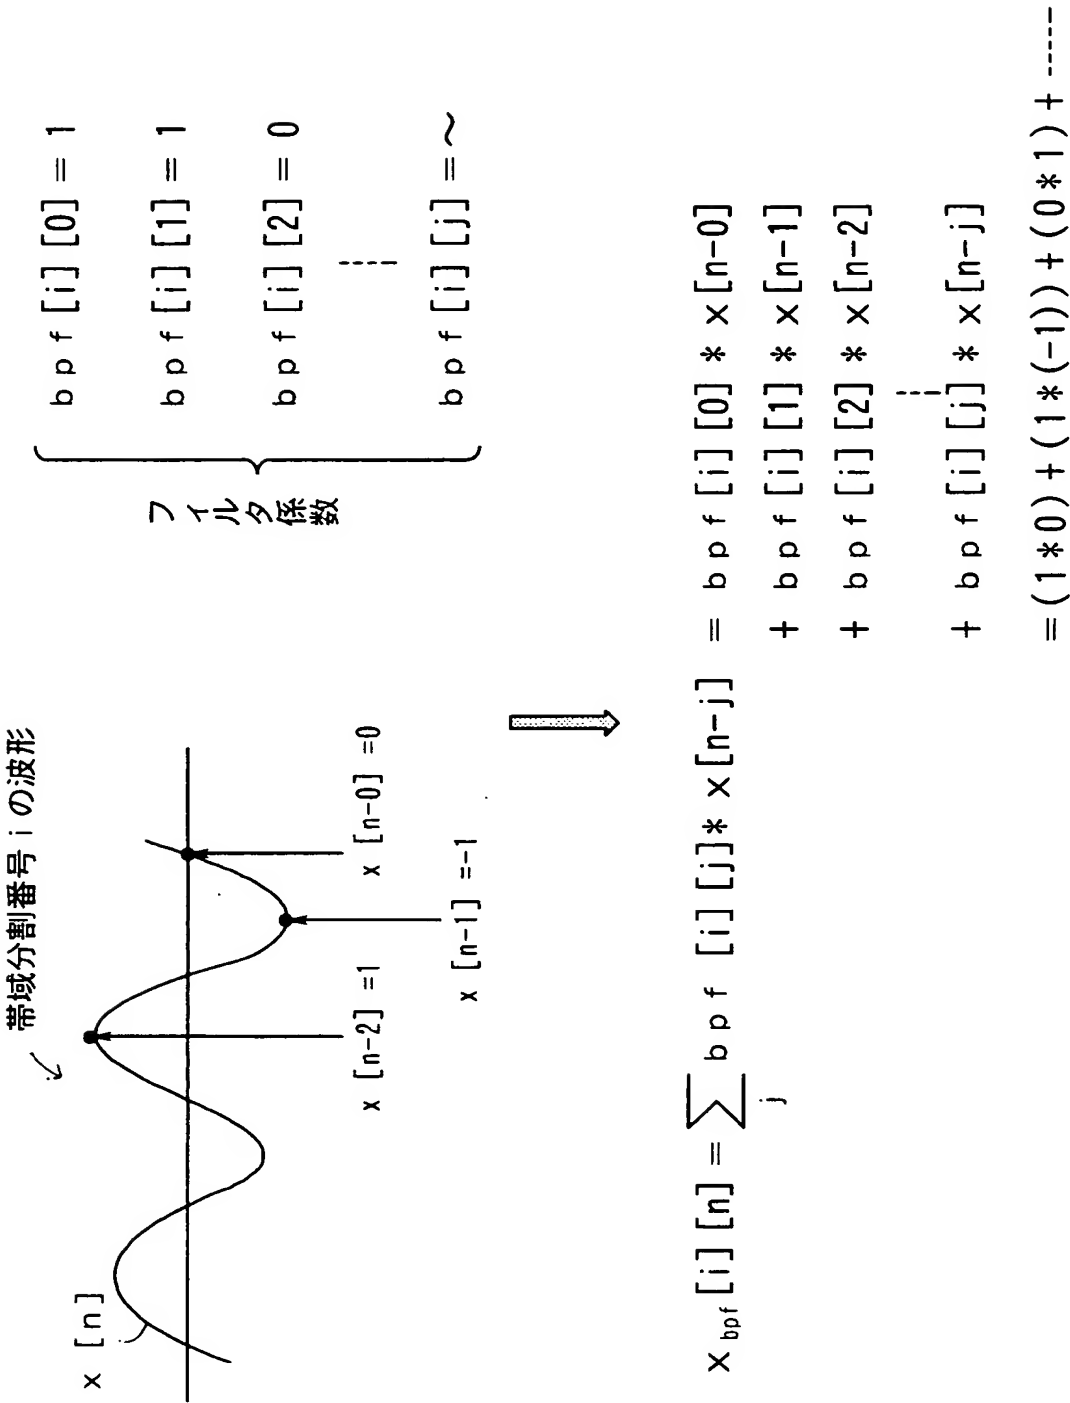 帯域分割番号 i の波形
x [n]
x [n-2] =1
x [n-0] =0
x [n-1] =-1
フィルタ係数
b p f [i] [0] = 1
b p f [i] [1] = 1
b p f [i] [2] = 0
b p f [i] [j] = ~
X bpf [i] [n] = ∑ b p f [i] [j] * x [n-j] = b p f [i] [0] * x [n-0]
j
+ b p f [i] [1] * x [n-1]
+ b p f [i] [2] * x [n-2]
+ b p f [i] [j] * x [n-j]
= (1*0) + (1*(-1)) + (0*1) + -----